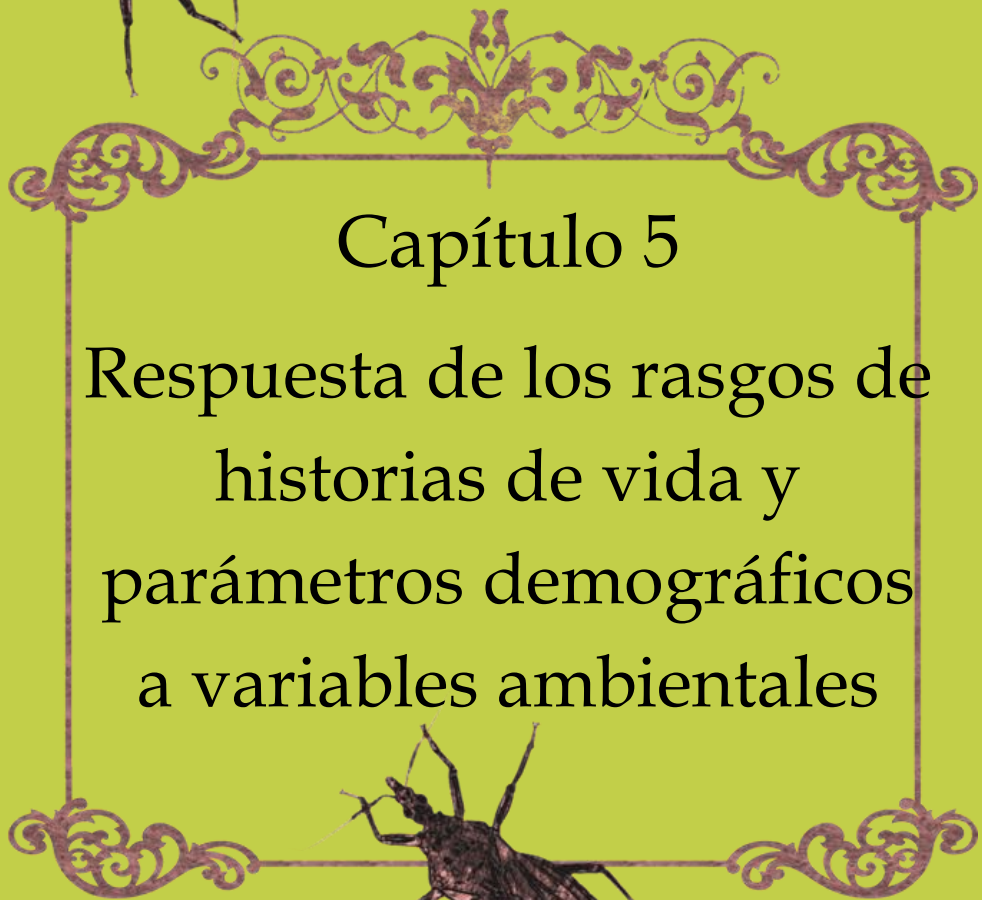 Capítulo 5
Respuesta de los rasgos de
historias de vida y
parámetros demográficos
a variables ambientales